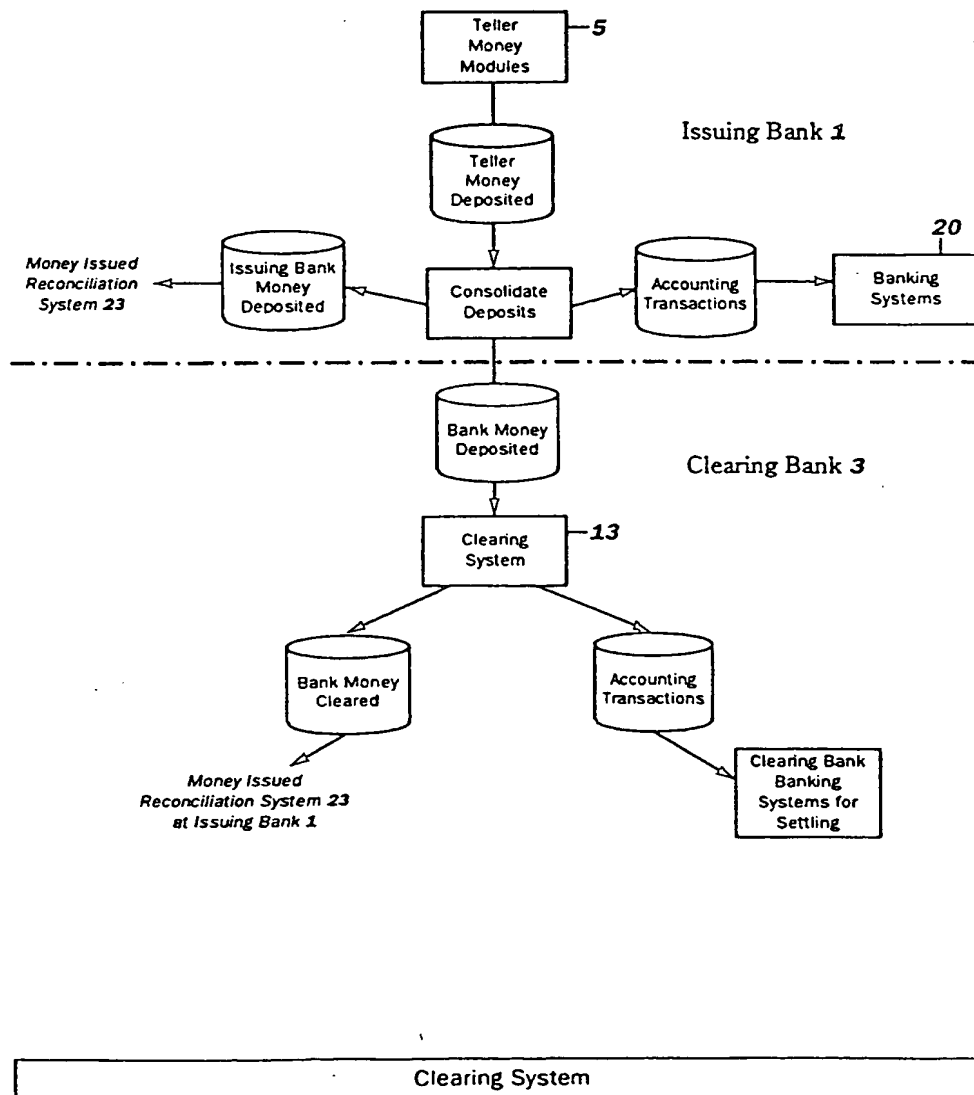 Teller
Money
Modules
5
Issuing Bank 1
Teller
Money
Deposited
20
Money Issued
Reconciliation
System 23
Issuing Bank
Money
Deposited
Consolidate
Deposits
Accounting
Transactions
Banking
Systems
Bank Money
Deposited
Clearing Bank 3
Clearing
System
13
Bank Money
Cleared
Accounting
Transactions
Money Issued
Reconciliation System 23
at Issuing Bank 1
Clearing Bank
Banking
Systems for
Settling
Clearing System